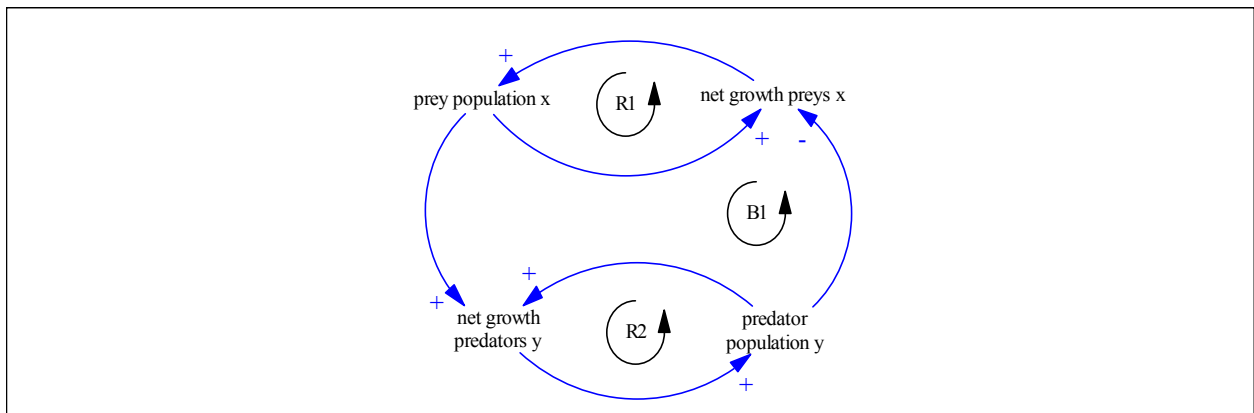 +
prey population x
R1
net growth preys x
+
-
B1
+
+
net growth
predators y
R2
predator
population y
+